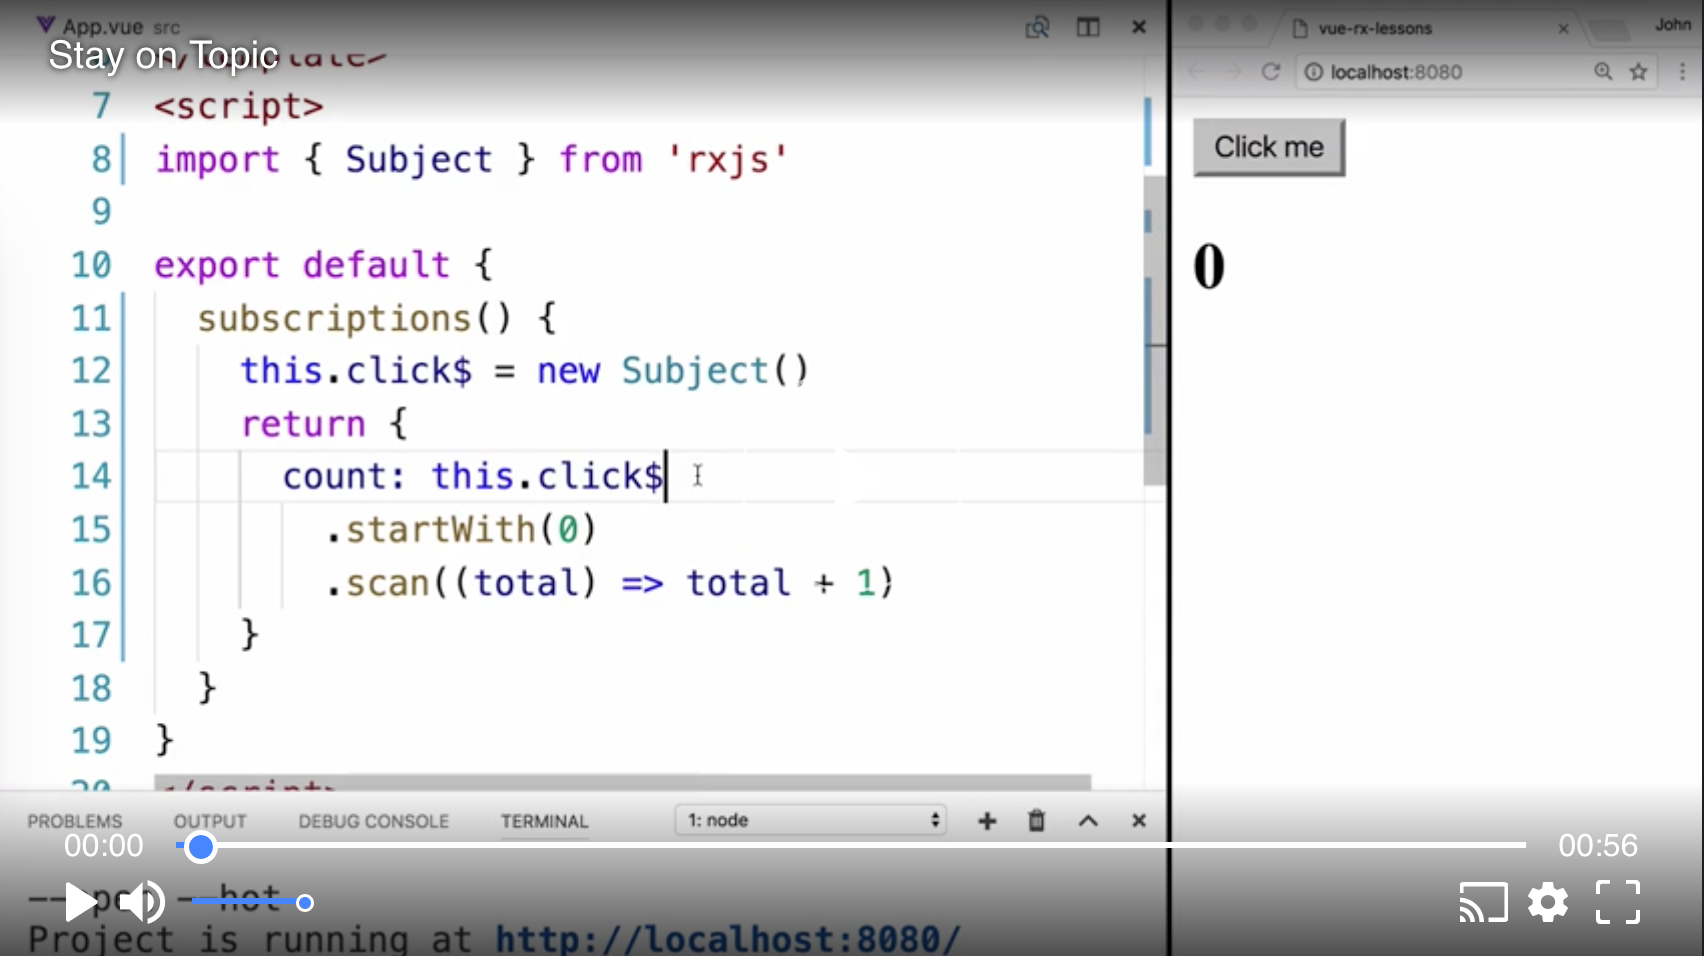 App.vue src
Stay on Topic
</template>
7 <script>
8 import { Subject } from 'rxjs'
9
10 export default {
11 subscriptions() {
12 this.click$ = new Subject()
13 return {
14 count: this.click$
15 .startWith(0)
16 .scan((total) => total + 1)
17 }
18 }
19 }
20 </script>
PROBLEMS OUTPUT DEBUG CONSOLE TERMINAL 1: node
00:00 00:56
--open --hot
Project is running at http://localhost:8080/
vue-rx-lessons
John
localhost:8080
Click me
0